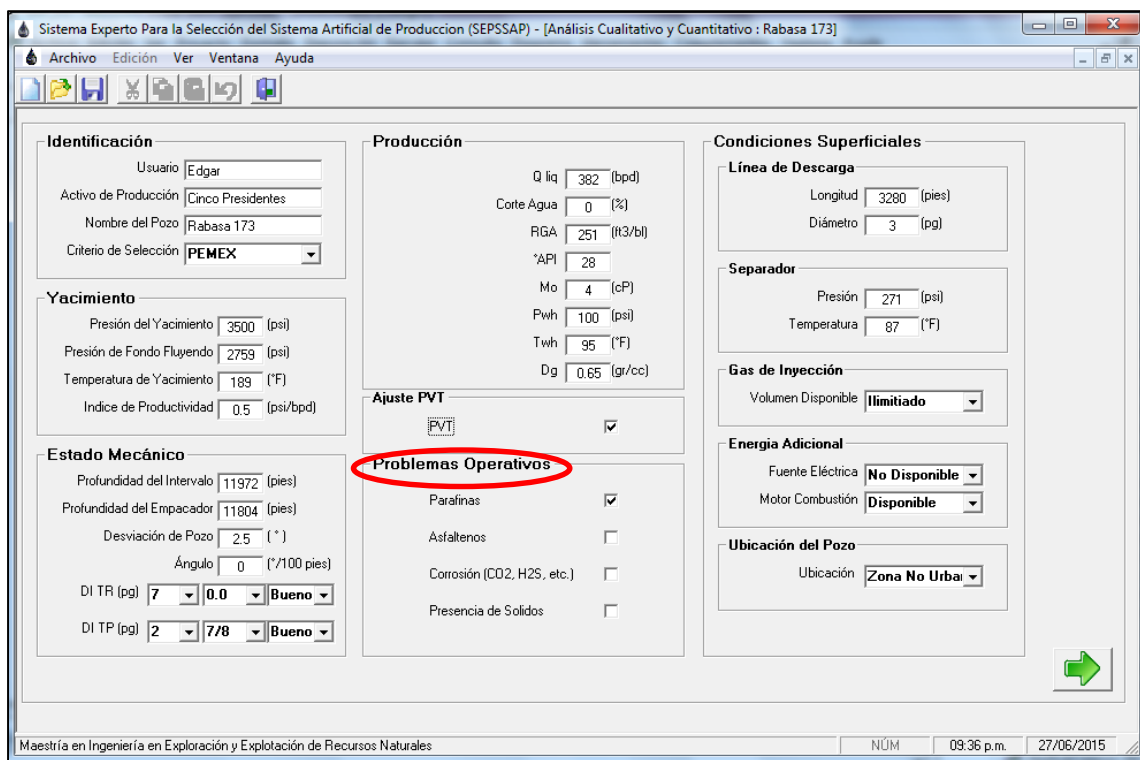 Sistema Experto Para la Selección del Sistema Artificial de Produccion (SEPSSAP) - [Análisis Cualitativo y Cuantitativo : Rabasa 173]
Archivo Edición Ver Ventana Ayuda
Identificación
Usuario Edgar
Activo de Producción Cinco Presidentes
Nombre del Pozo Rabasa 173
Criterio de Selección PEMEX
Yacimiento
Presión del Yacimiento 3500 (psi)
Presión de Fondo Fluyendo 2759 (psi)
Temperatura de Yacimiento 189 (°F)
Indice de Productividad 0.5 (psi/bpd)
Estado Mecánico
Profundidad del Intervalo 11972 (pies)
Profundidad del Empacador 11804 (pies)
Desviación de Pozo 2.5 (°)
Ángulo 0 (°/100 pies)
DI TR (pg) 7 0.0 Bueno
DI TP (pg) 2 7/8 Bueno
Producción
Q liq 382 (bpd)
Corte Agua 0 (%)
RGA 251 (ft3/bl)
°API 28
Mo 4 (cP)
Pwh 100 (psi)
Twh 95 (°F)
Dg 0.65 (gr/cc)
Ajuste PVT
PVT
Problemas Operativos
Parafinas
Asfaltenos
Corrosión (CO2, H2S, etc.)
Presencia de Solidos
Condiciones Superficiales
Línea de Descarga
Longitud 3280 (pies)
Diámetro 3 (pg)
Separador
Presión 271 (psi)
Temperatura 87 (°F)
Gas de Inyección
Volumen Disponible Ilimitiado
Energia Adicional
Fuente Eléctrica No Disponible
Motor Combustión Disponible
Ubicación del Pozo
Ubicación Zona No Urba
Maestría en Ingeniería en Exploración y Explotación de Recursos Naturales NÚM 09:36 p.m. 27/06/2015